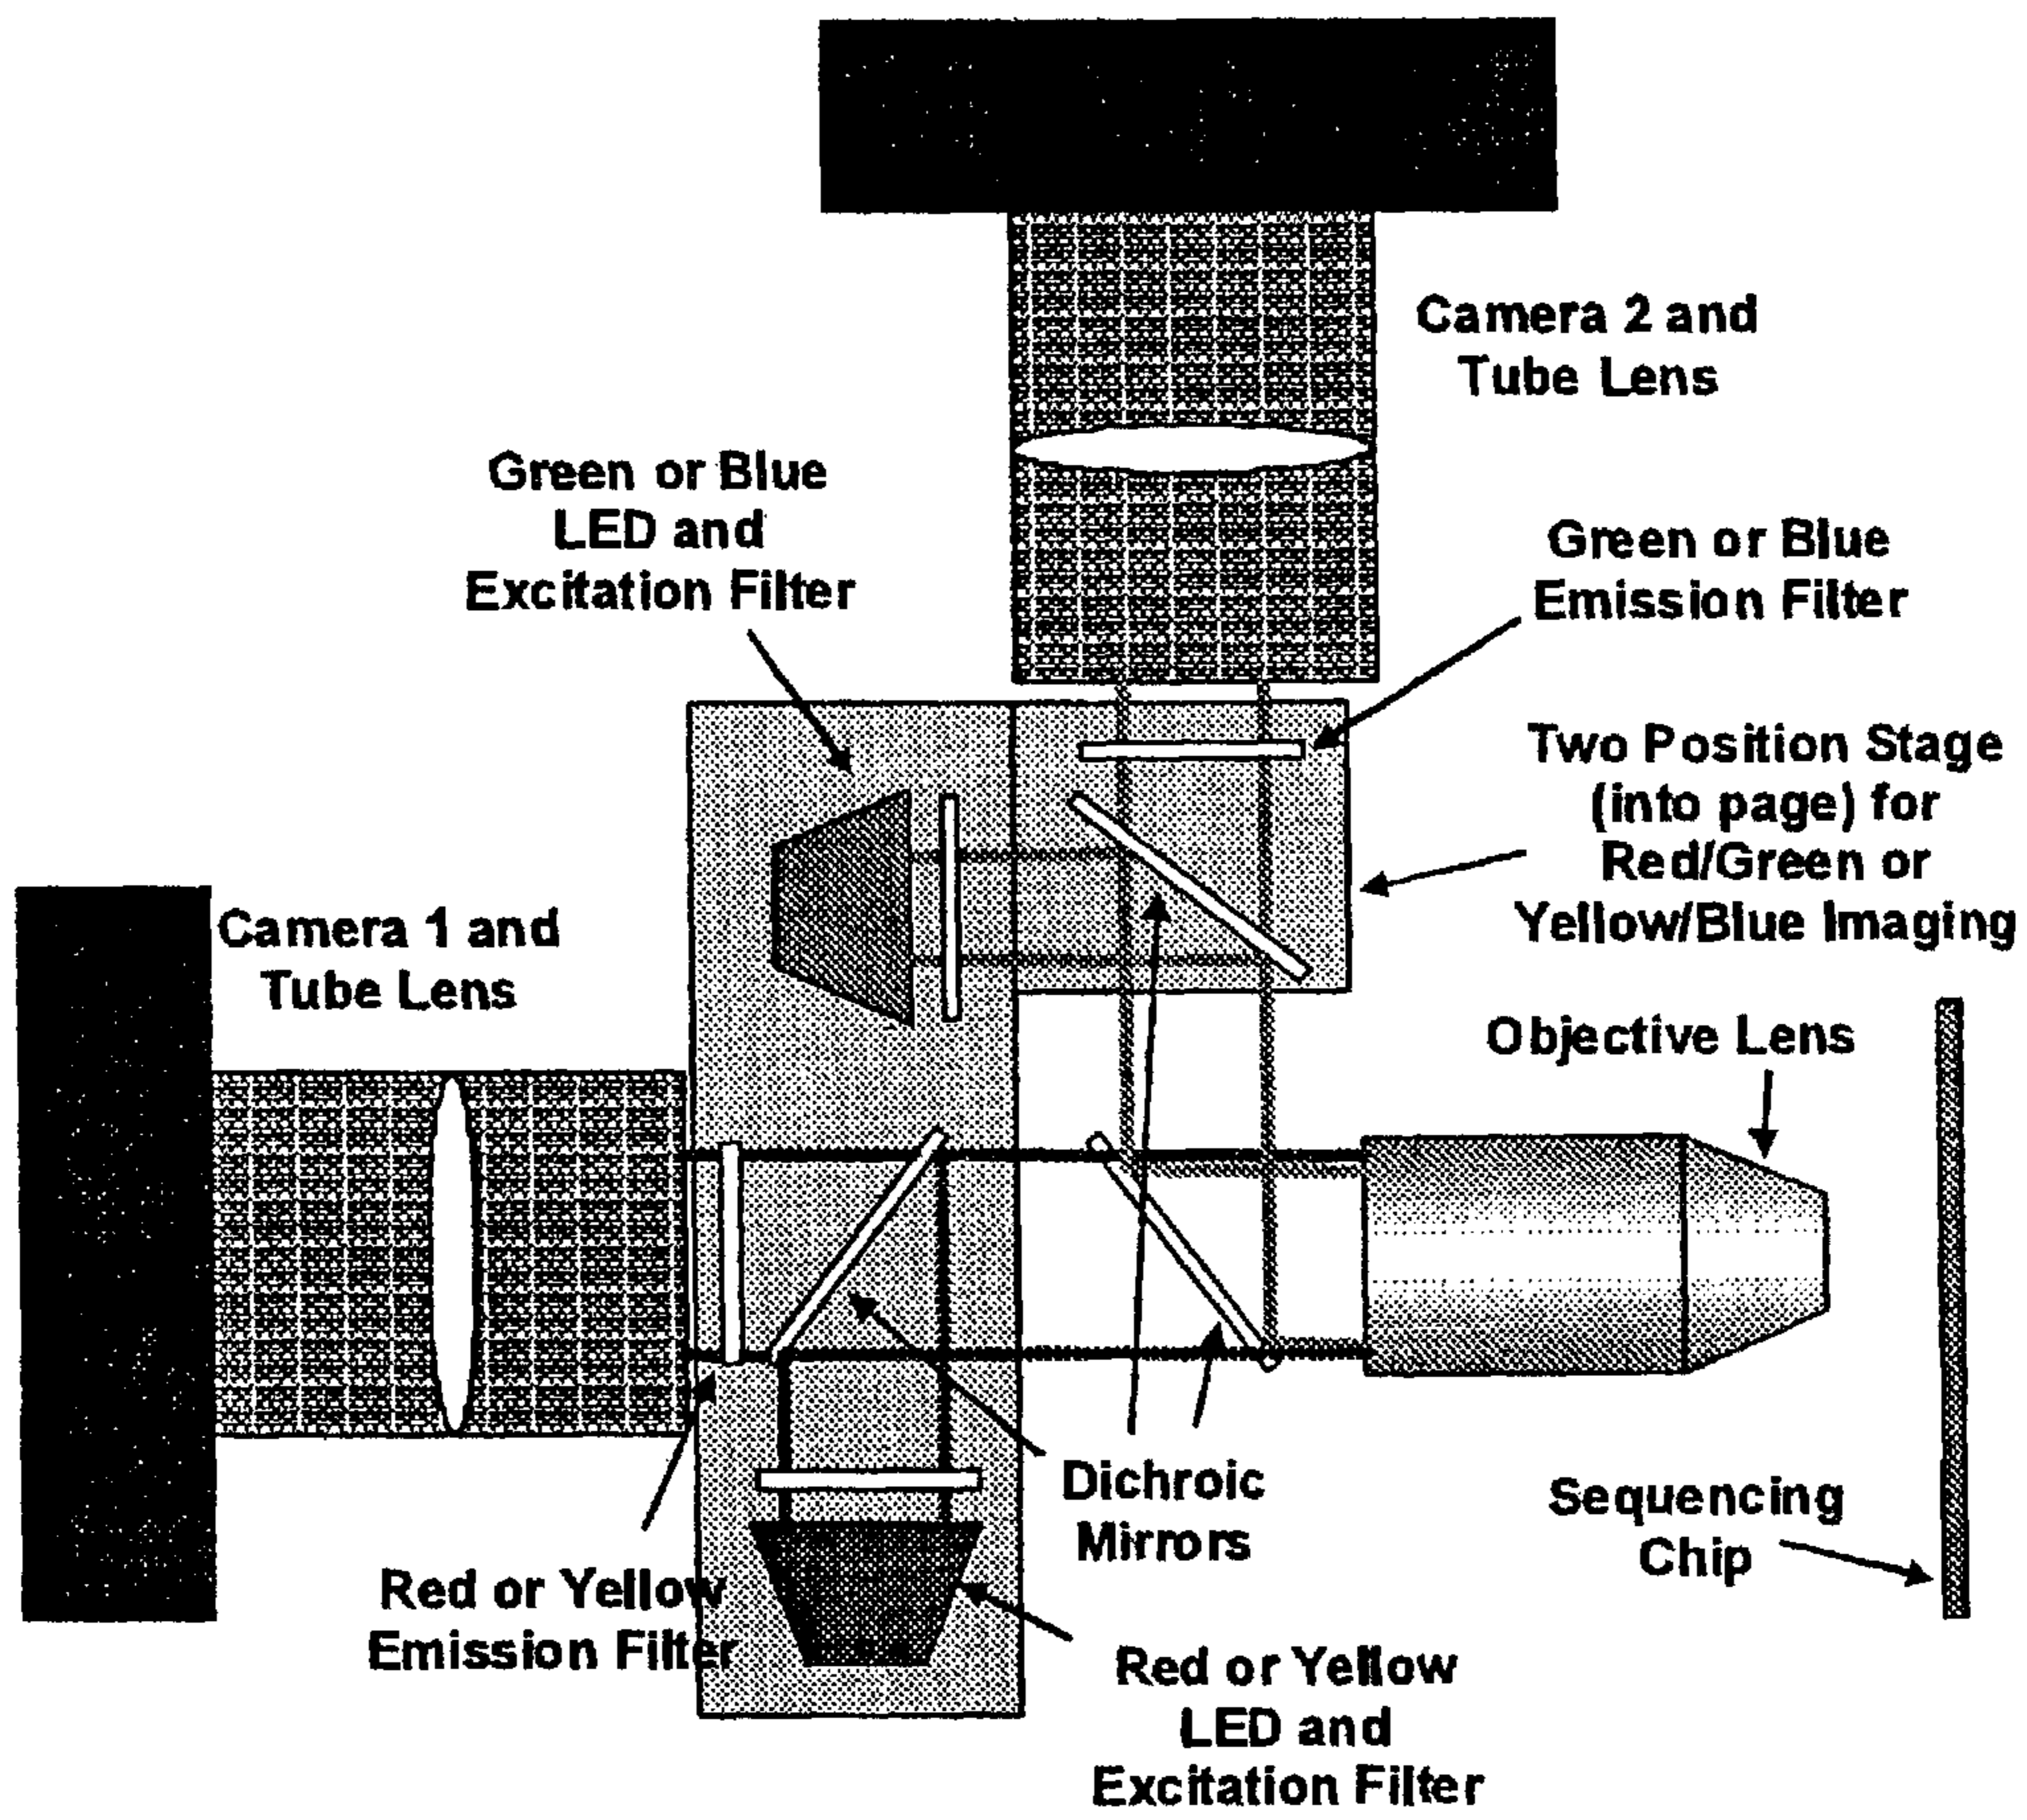 Camera 2 and
Tube Lens
Green or Blue
LED and
Excitation Filter
Green or Blue
Emission Filter
Two Position Stage
(into page) for
Red/Green or
Yellow/Blue Imaging
Camera 1 and
Tube Lens
Objective Lens
Dichroic
Mirrors
Sequencing
Chip
Red or Yellow
Emission Filter
Red or Yellow
LED and
Excitation Filter